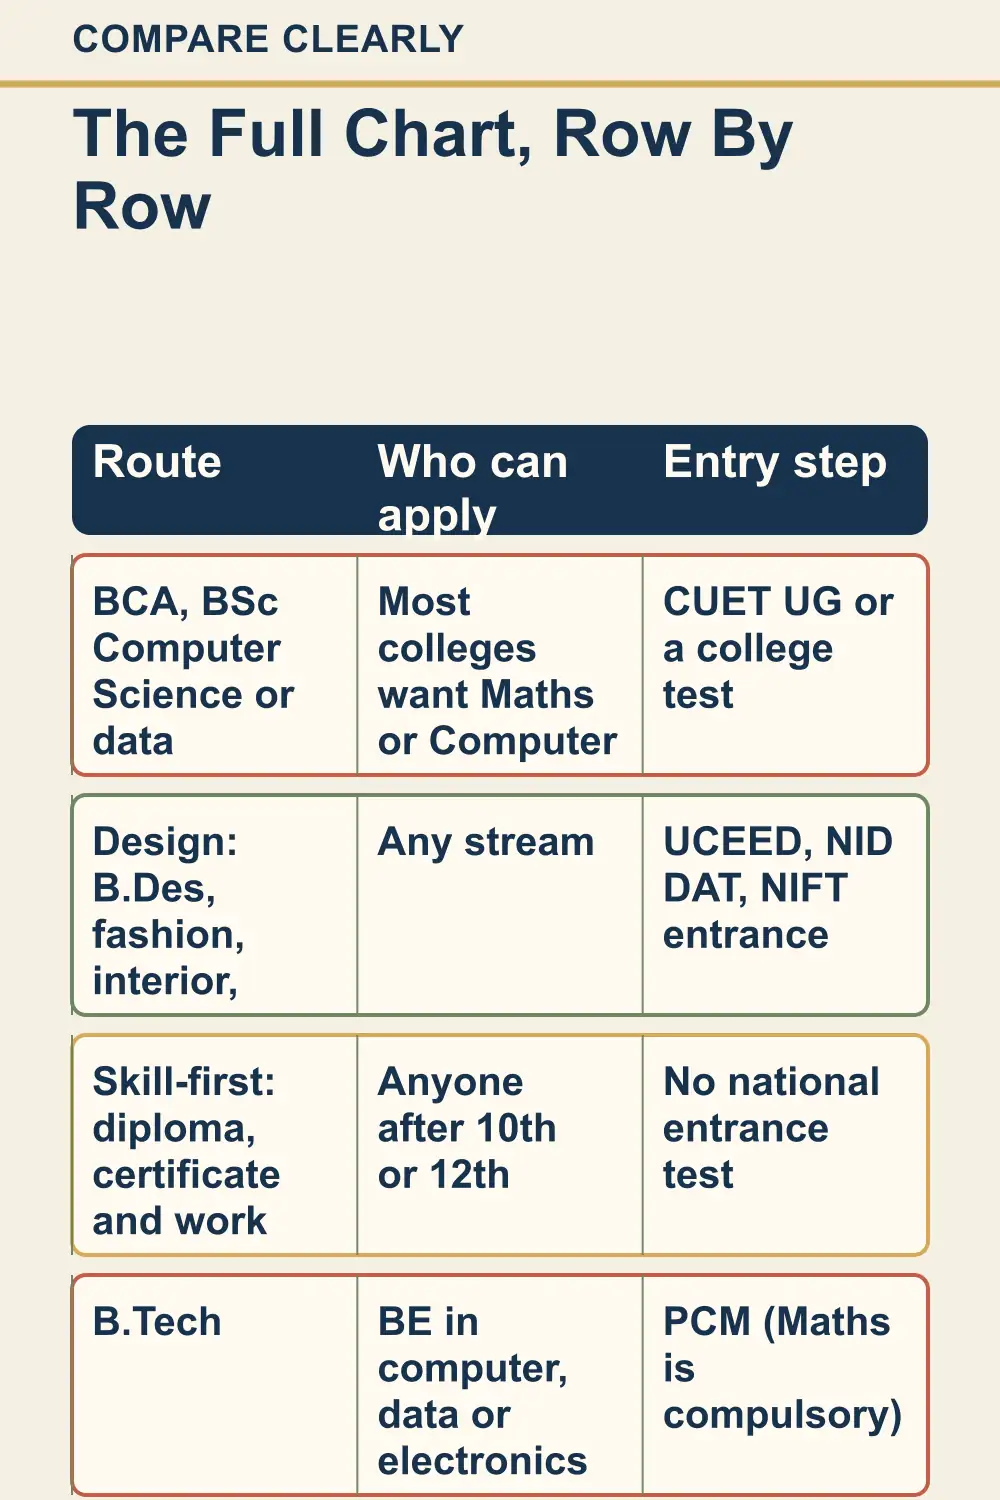 COMPARE CLEARLY
The Full Chart, Row By
Row
Route
Who can
apply
Entry step
BCA, BSc
Computer
Science or
data
Most
colleges
want Maths
or Computer
CUET UG or
a college
test
Design:
B.Des,
fashion,
interior,
Any stream
UCEED, NID
DAT, NIFT
entrance
Skill-first:
diploma,
certificate
and work
Anyone
after 10th
or 12th
No national
entrance
test
B.Tech
BE in
computer,
data or
electronics
PCM (Maths
is
compulsory)